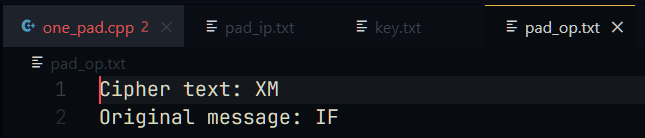 one_pad.cpp 2 pad_ip.txt key.txt pad_op.txt
pad_op.txt
1 Cipher text: XM
2 Original message: IF